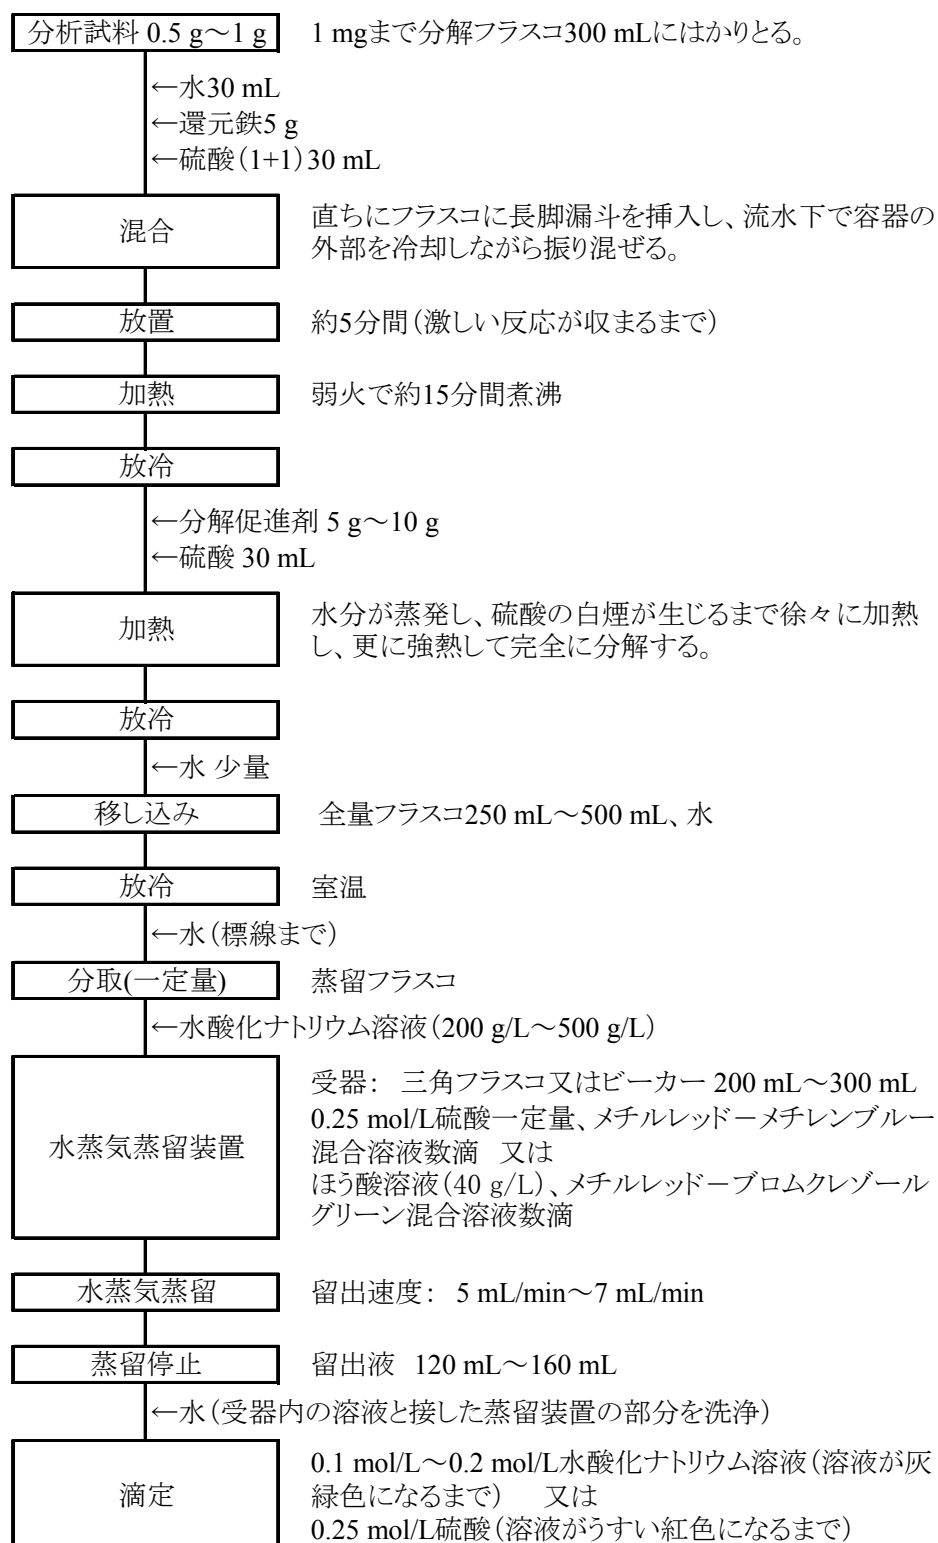 分析試料 0.5 g～1 g 1 mgまで分解フラスコ300 mLにはかりとる。
←水30 mL
←還元鉄5 g
←硫酸（1+1）30 mL
混合
直ちにフラスコに長脚漏斗を挿入し、流水下で容器の
外部を冷却しながら振り混ぜる。
放置 約5分間（激しい反応が収まるまで）
加熱 弱火で約15分間煮沸
放冷
←分解促進剤 5 g～10 g
←硫酸 30 mL
加熱
水分が蒸発し、硫酸の白煙が生じるまで徐々に加熱
し、更に強熱して完全に分解する。
放冷
←水 少量
移し込み 全量フラスコ250 mL～500 mL、水
放冷 室温
←水（標線まで）
分取(一定量) 蒸留フラスコ
←水酸化ナトリウム溶液（200 g/L～500 g/L）
水蒸気蒸留装置
受器： 三角フラスコ又はビーカー 200 mL～300 mL
0.25 mol/L硫酸一定量、メチルレッド－メチレンブルー
混合溶液数滴 又は
ほう酸溶液（40 g/L）、メチルレッド－ブロムクレゾール
グリーン混合溶液数滴
水蒸気蒸留 留出速度： 5 mL/min～7 mL/min
蒸留停止 留出液 120 mL～160 mL
←水（受器内の溶液と接した蒸留装置の部分を洗浄）
滴定
0.1 mol/L～0.2 mol/L水酸化ナトリウム溶液（溶液が灰
緑色になるまで） 又は
0.25 mol/L硫酸（溶液がうすい紅色になるまで）